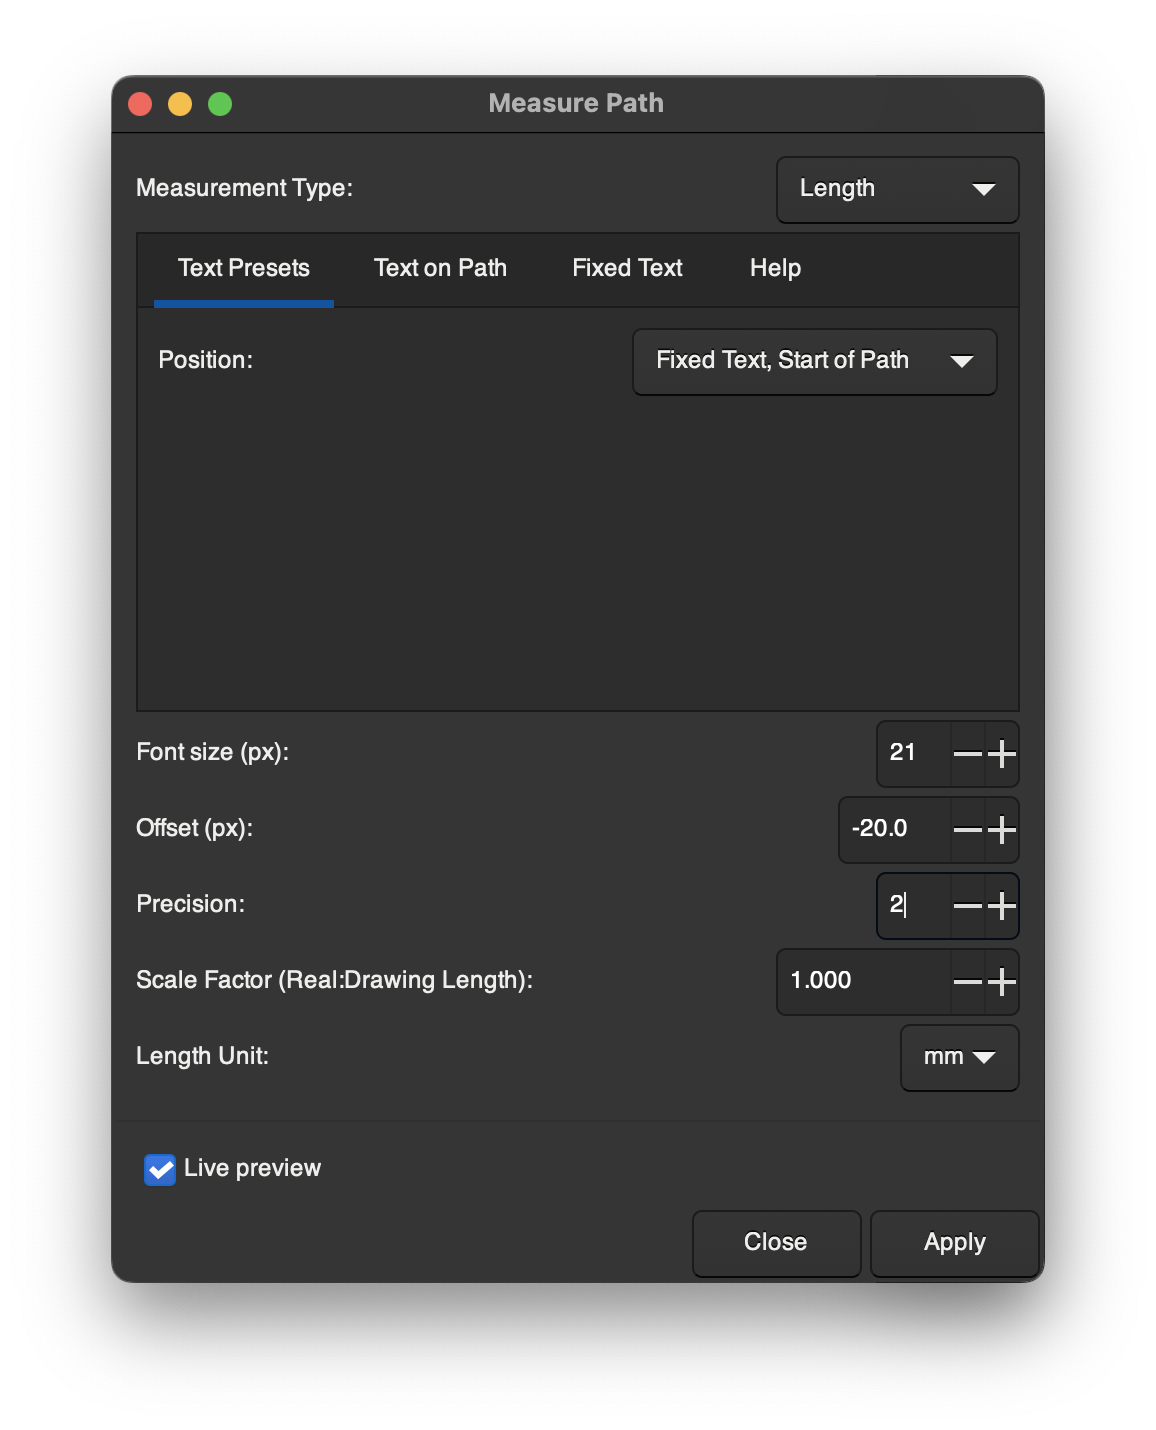 Measure Path
Measurement Type: Length
Text Presets Text on Path Fixed Text Help
Position: Fixed Text, Start of Path
Font size (px): 21
Offset (px): -20.0
Precision: 2
Scale Factor (Real:Drawing Length): 1.000
Length Unit: mm
Live preview
Close Apply